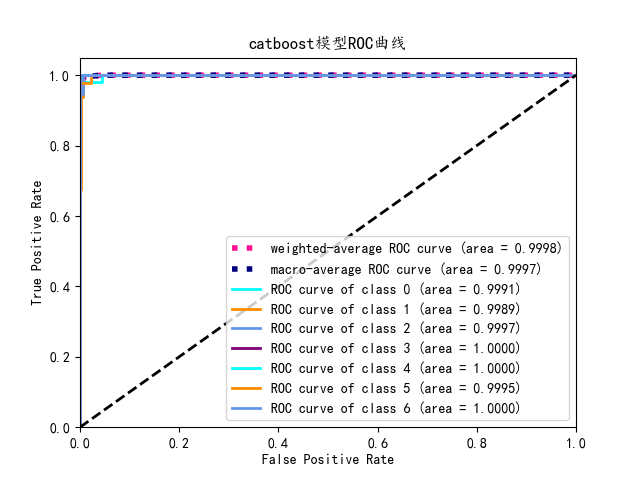 catboost模型ROC曲线
True Positive Rate
1.0
0.8
0.6
0.4
0.2
0.0
weighted-average ROC curve (area = 0.9998)
macro-average ROC curve (area = 0.9997)
ROC curve of class 0 (area = 0.9991)
ROC curve of class 1 (area = 0.9989)
ROC curve of class 2 (area = 0.9997)
ROC curve of class 3 (area = 1.0000)
ROC curve of class 4 (area = 1.0000)
ROC curve of class 5 (area = 0.9995)
ROC curve of class 6 (area = 1.0000)
0.0 0.2 0.4 0.6 0.8 1.0
False Positive Rate